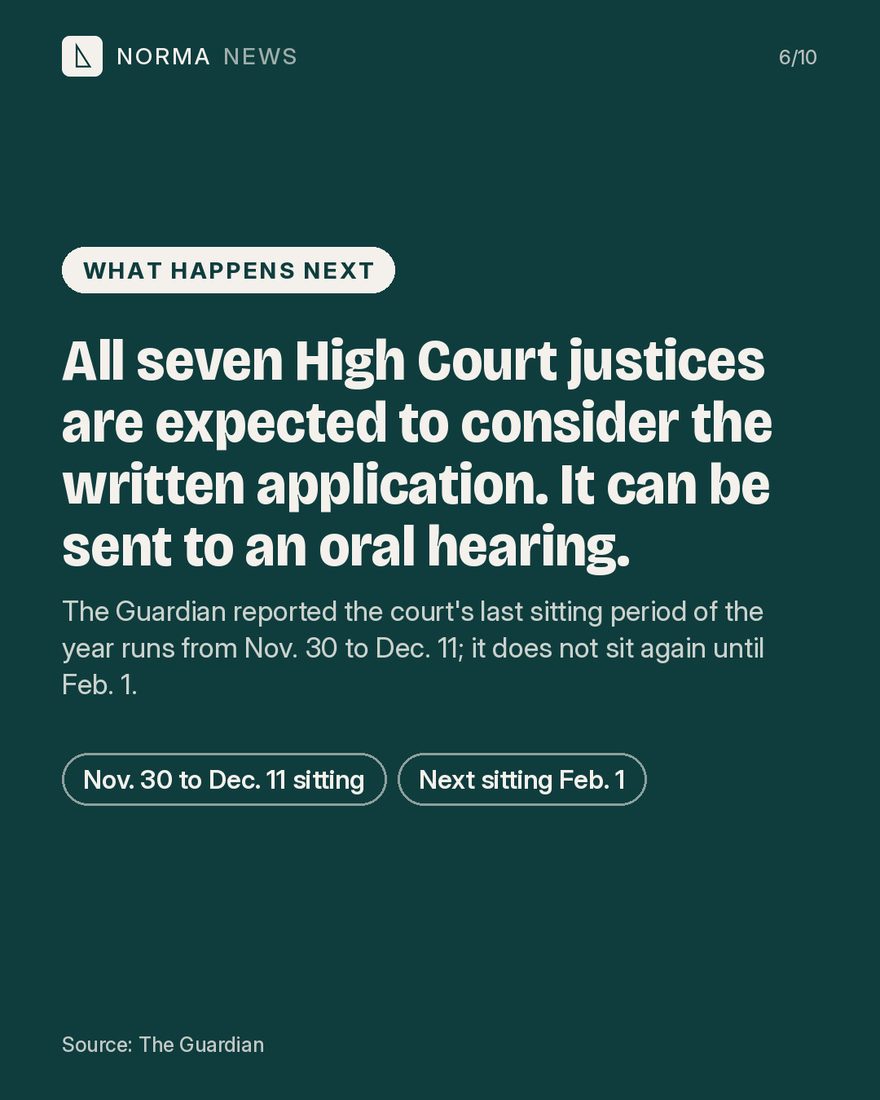 NORMA NEWS
6/10
WHAT HAPPENS NEXT
All seven High Court justices
are expected to consider the
written application. It can be
sent to an oral hearing.
The Guardian reported the court's last sitting period of the
year runs from Nov. 30 to Dec. 11; it does not sit again until
Feb. 1.
Nov. 30 to Dec. 11 sitting
Next sitting Feb. 1
Source: The Guardian